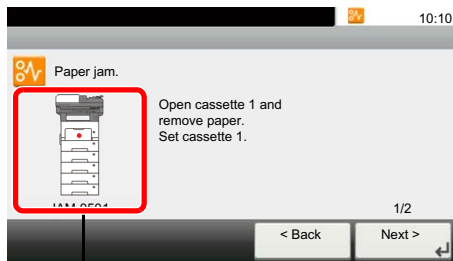 10:10
Paper jam.
Open cassette 1 and
remove paper.
Set cassette 1.
1/2
< Back
Next >